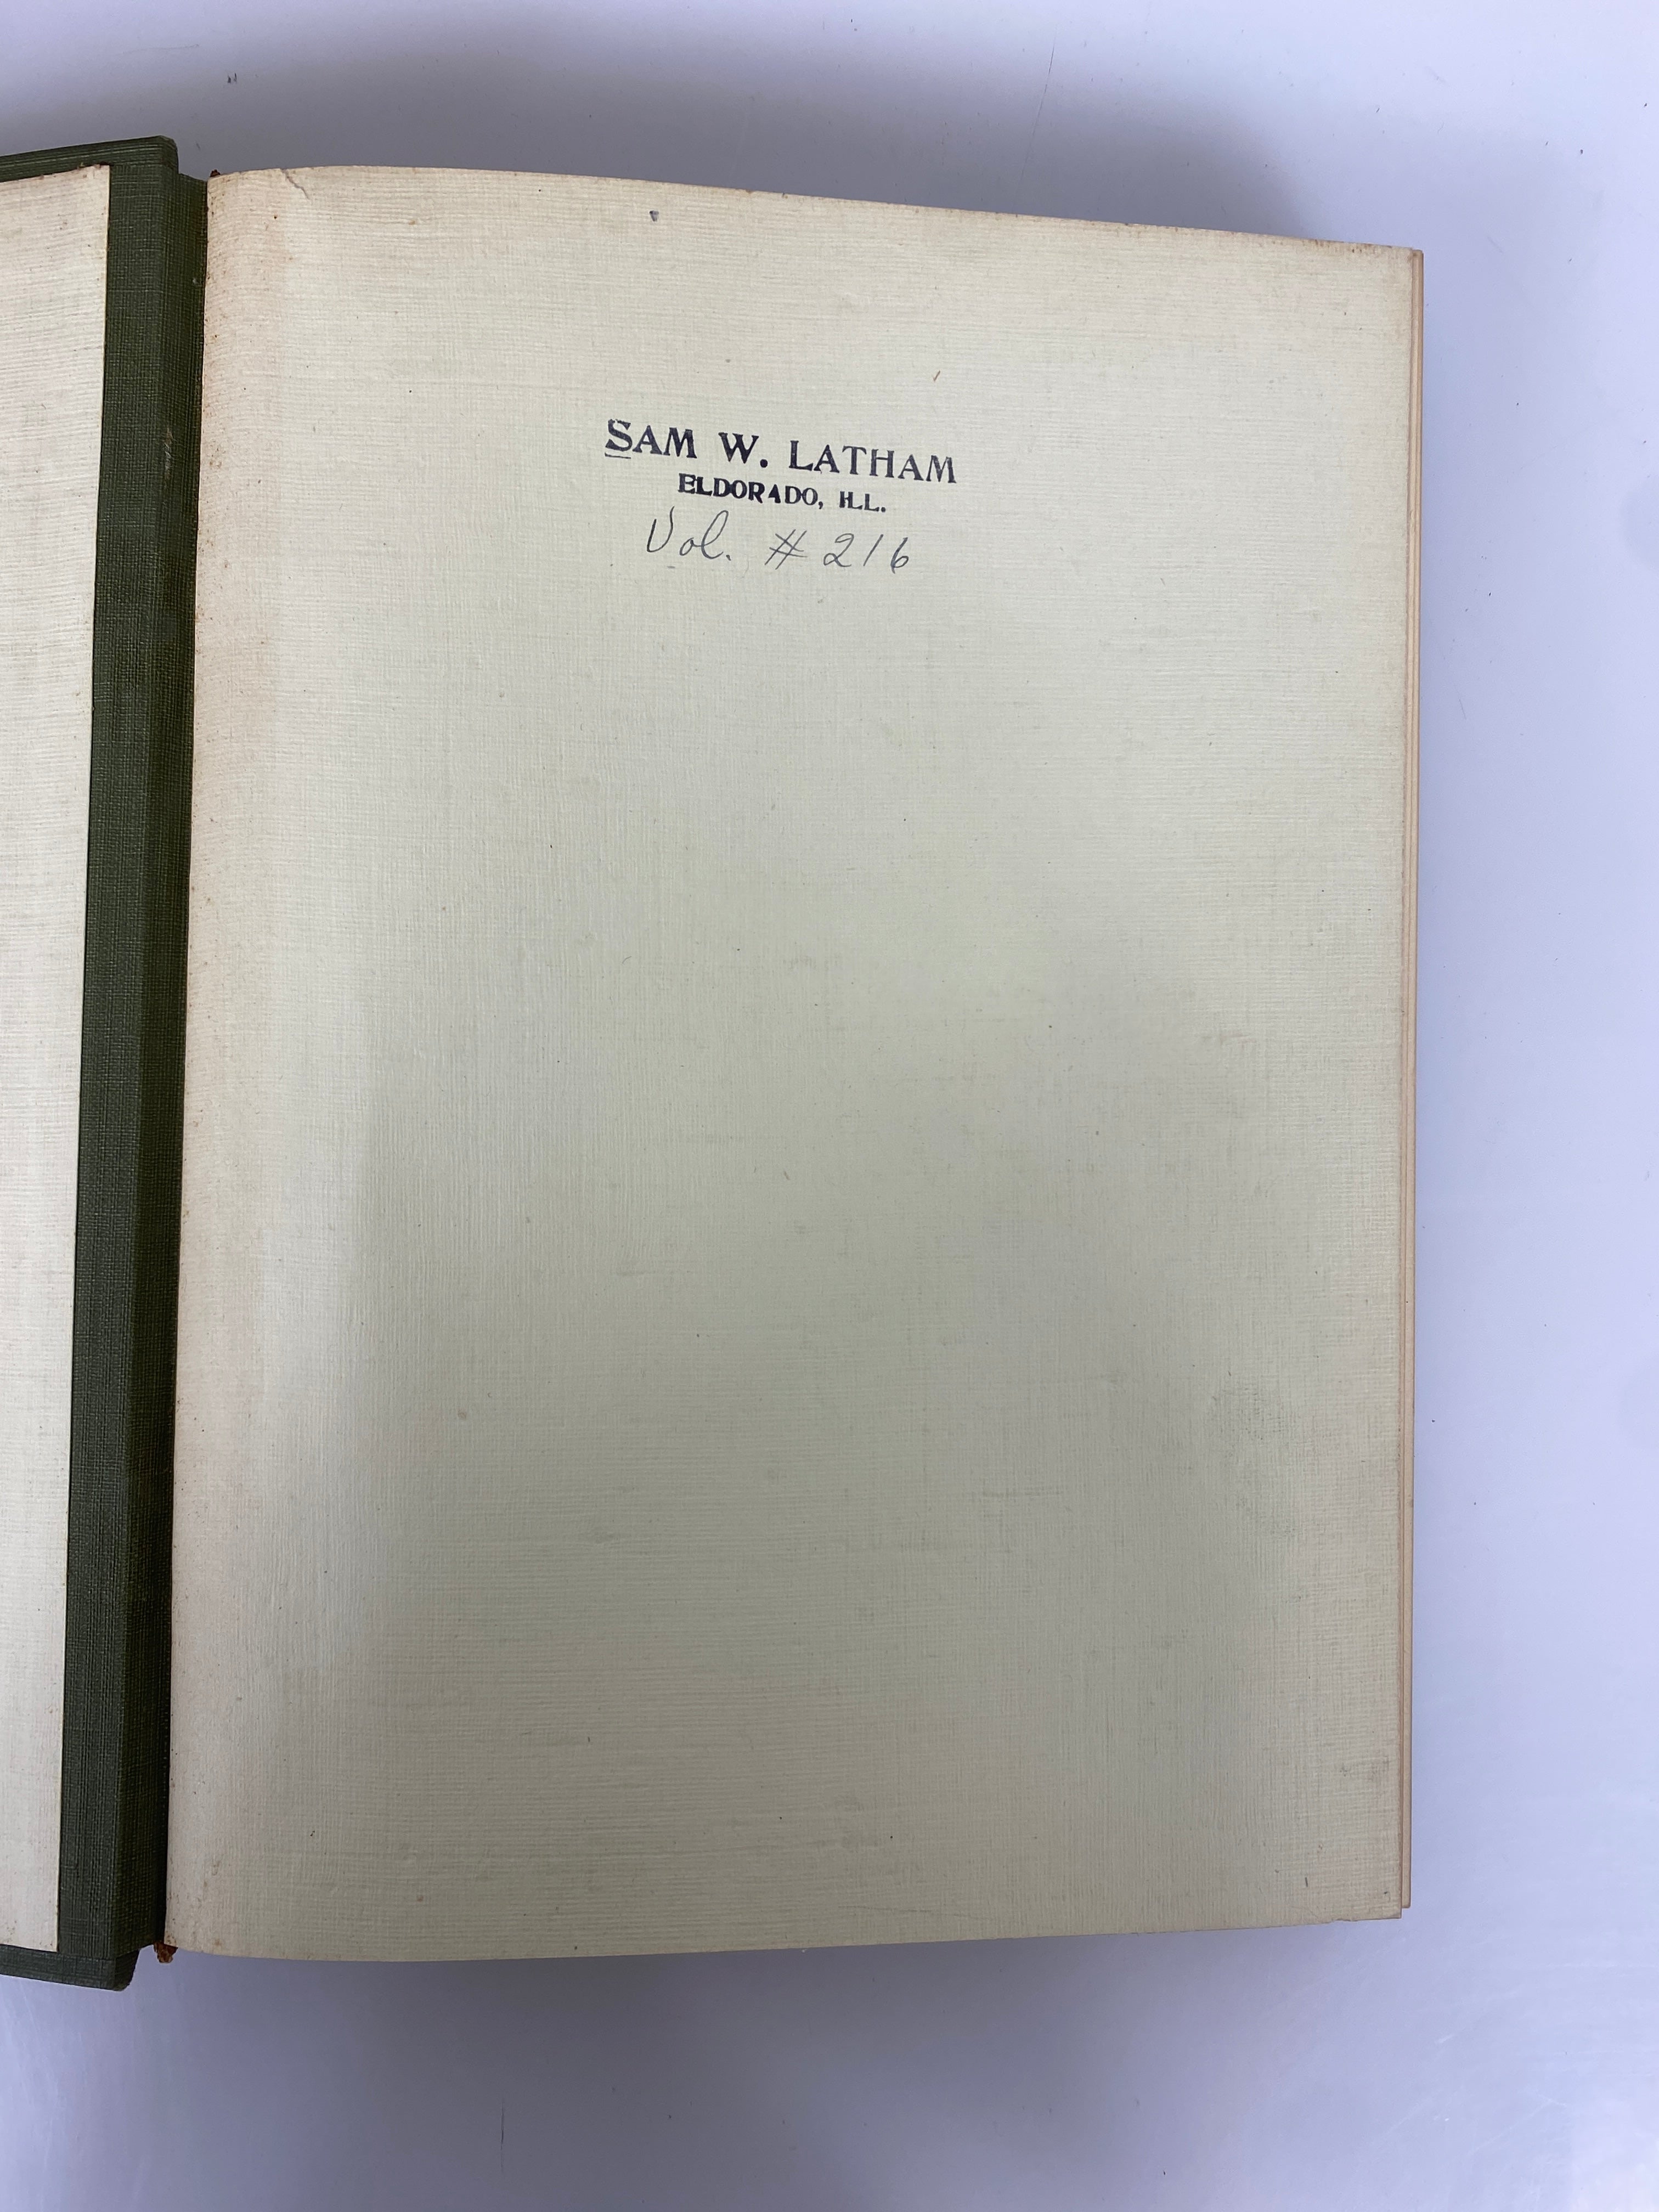 SAM W. LATHAM
ELDORADO, ILL.
Vol. #216